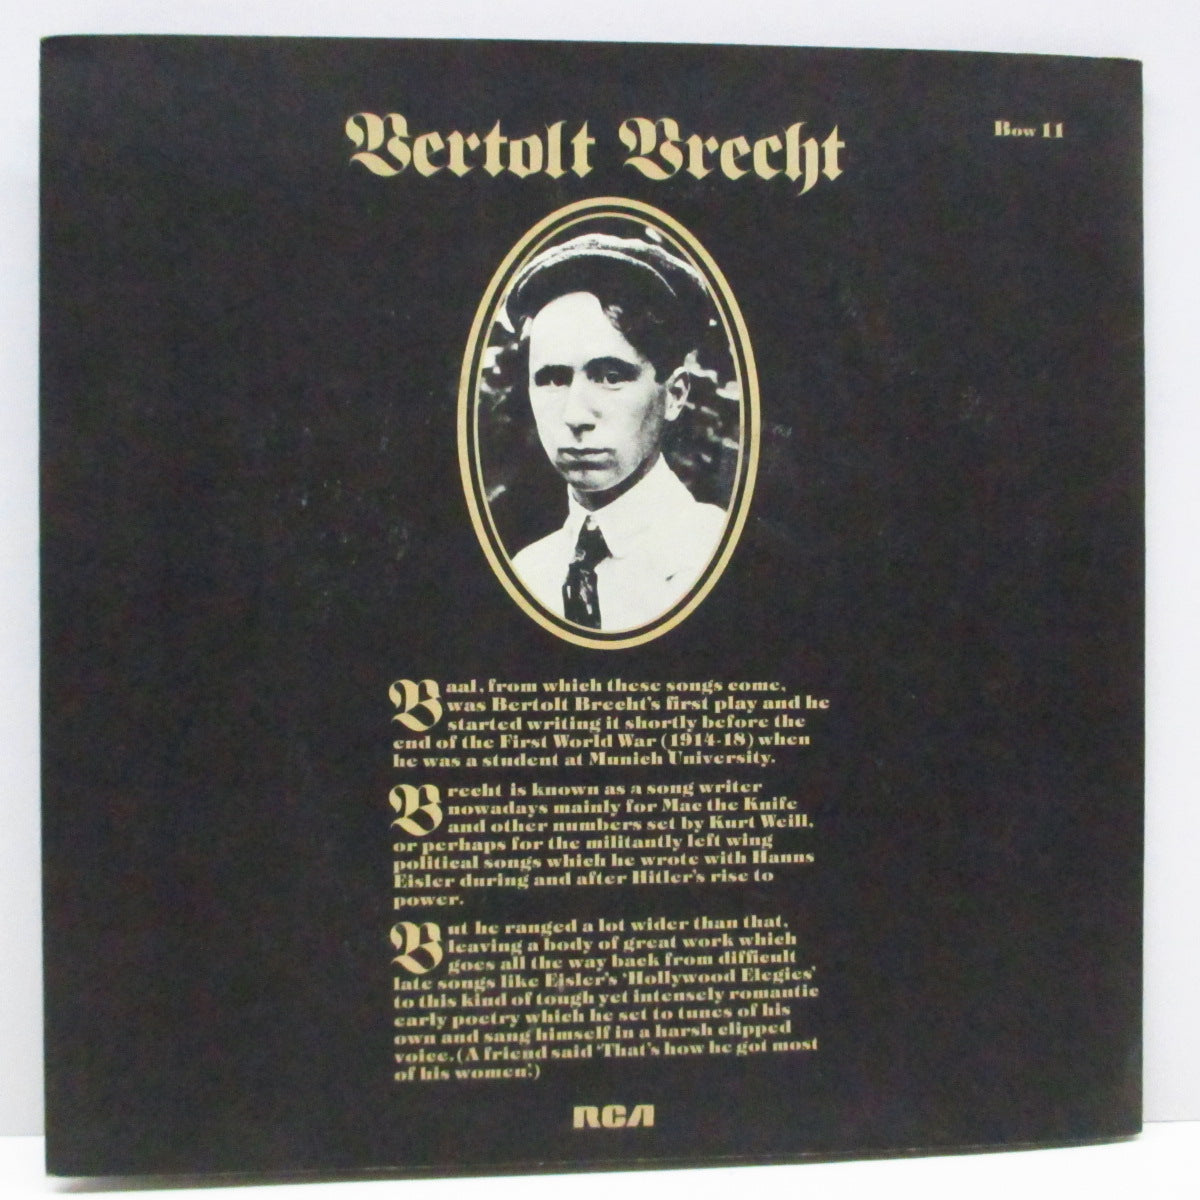 Bertolt Brecht
Bow 11
Baal, from which these songs come,
was Bertolt Brecht's first play and he
started writing it shortly before the
end of the First World War (1914-18) when
he was a student at Munich University.
Brecht is known as a song writer
nowadays mainly for Mac the Knife
and other numbers set by Kurt Weill,
or perhaps for the militantly left wing
political songs which he wrote with Hanns
Eisler during and after Hitler's rise to
power.
But he ranged a lot wider than that,
leaving a body of great work which
goes all the way back from difficult
late songs like Eisler's 'Hollywood Elegies'
to this kind of tough yet intensely romantic
early poetry which he set to tunes of his
own and sang himself in a harsh clipped
voice. (A friend said 'That's how he got most
of his women'.)
RCA